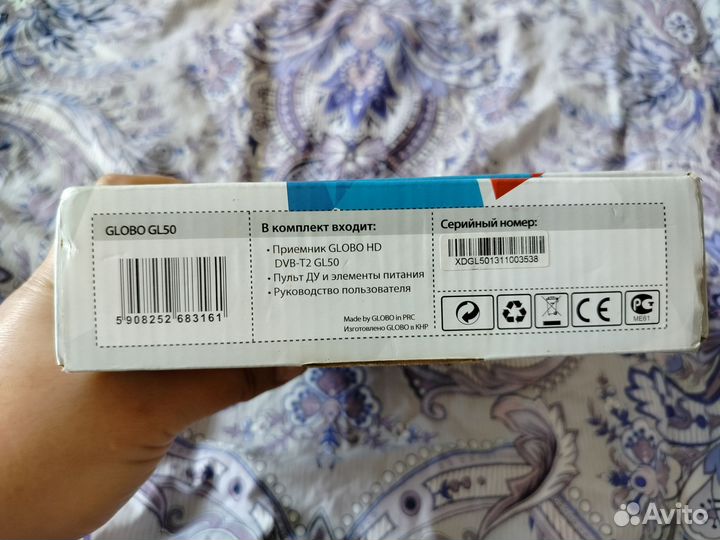 GLOBO GL50
5 908252 683161
В комплект входит:
• Приемник GLOBO HD
DVB-T2 GL50
• Пульт ДУ и элементы питания
• Руководство пользователя
Made by GLOBO in PRC
Изготовлено GLOBO в КНР
Серийный номер:
XDGL501311003538
CE
РС
ME61
Avito